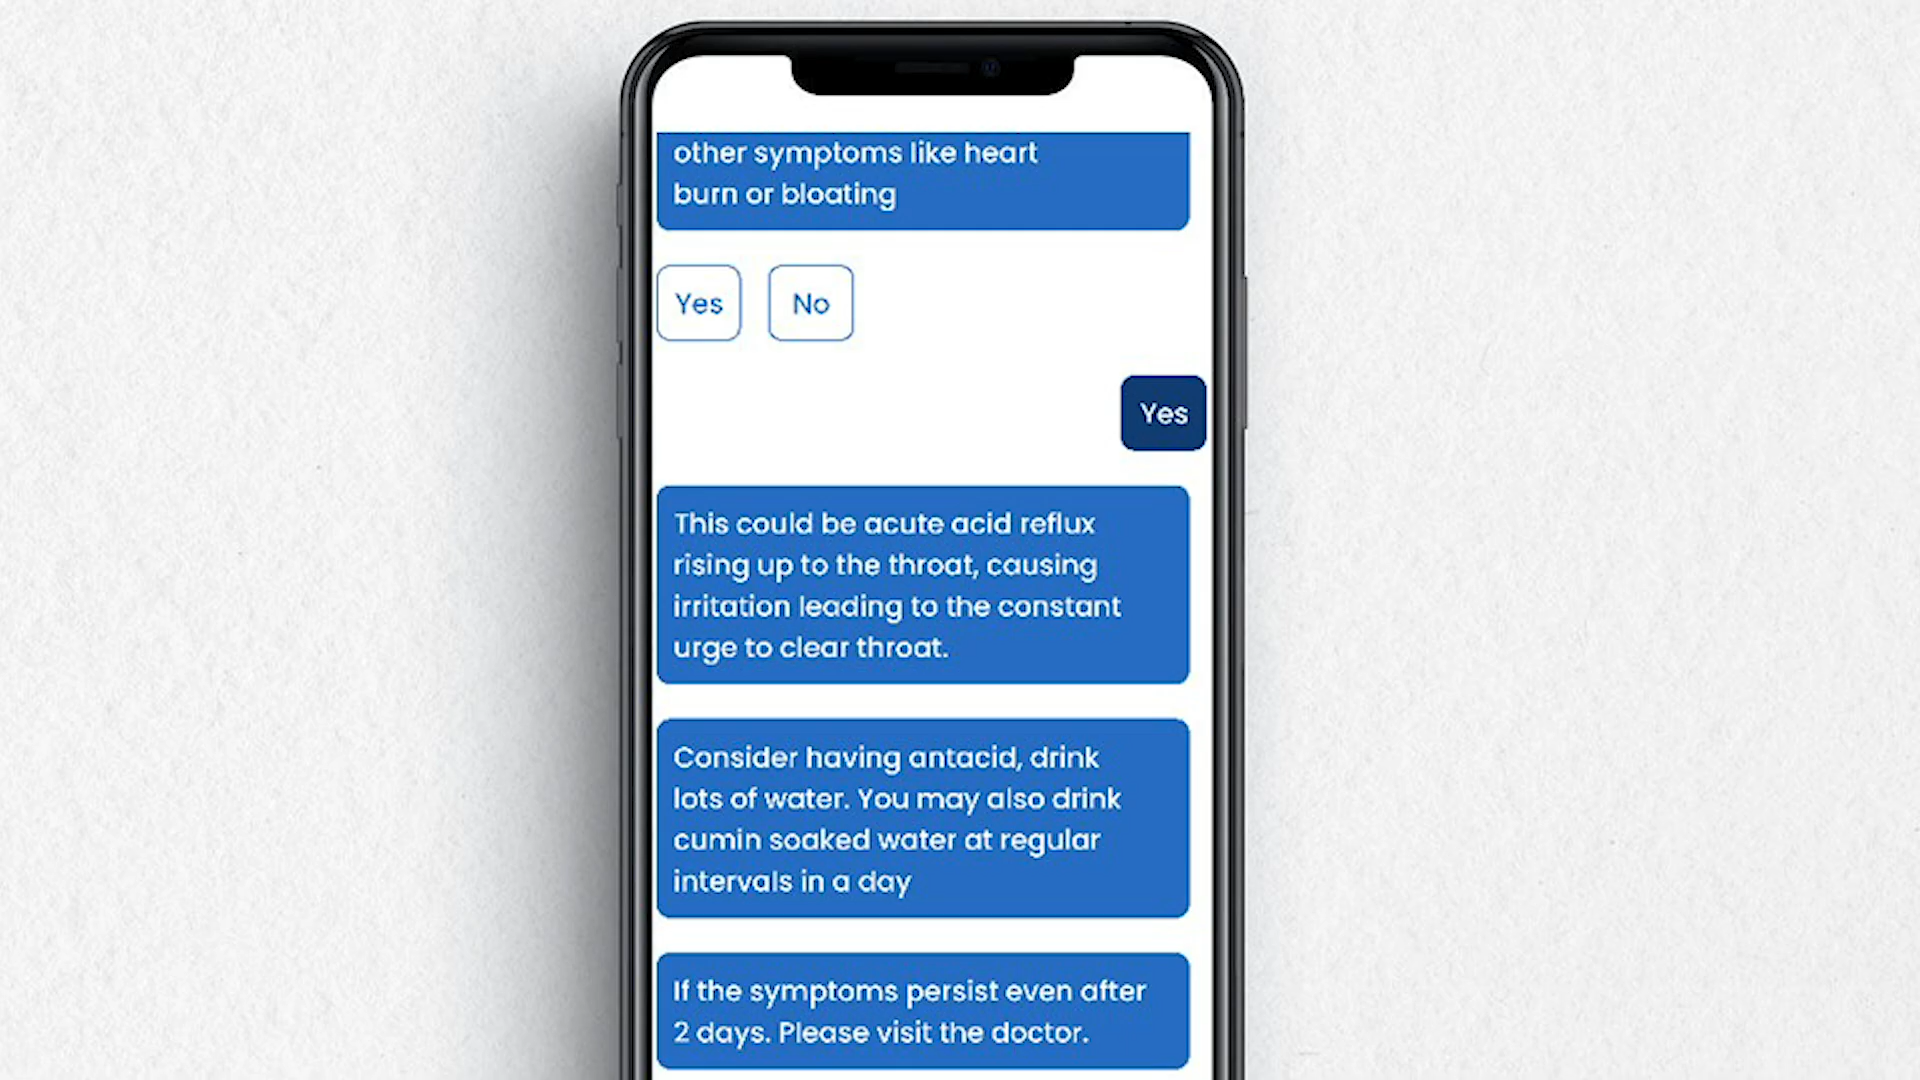 other symptoms like heart
burn or bloating
Yes
No
Yes
This could be acute acid reflux
rising up to the throat, causing
irritation leading to the constant
urge to clear throat.
Consider having antacid, drink
lots of water. You may also drink
cumin soaked water at regular
intervals in a day
If the symptoms persist even after
2 days. Please visit the doctor.